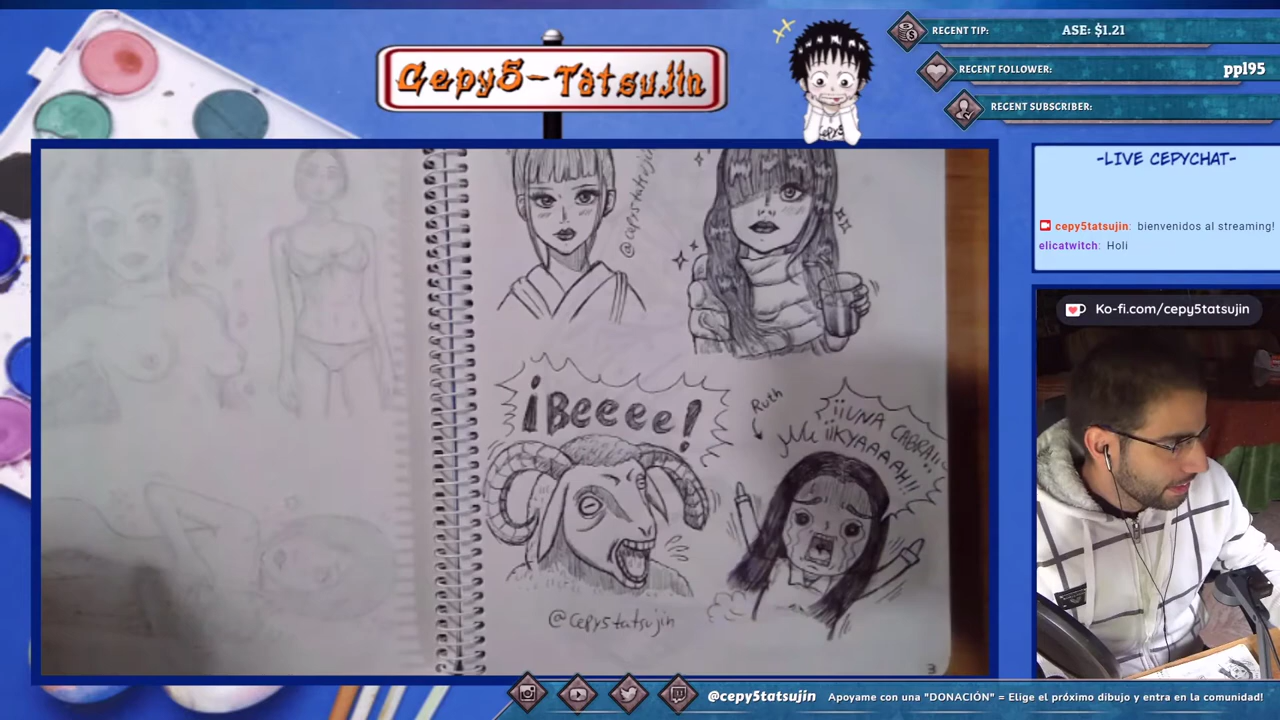 Cepy5-Tatsujin
RECENT TIP: ASE: $1.21
RECENT FOLLOWER: ppl95
RECENT SUBSCRIBER:
-LIVE CEPYCHAT-
cepy5tatsujin: bienvenidos al streaming!
elicatwitch: Holi
Ko-fi.com/cepy5tatsujin
@cepy5tatsujin
¡Beeee!
Ruth
¡¡UNA CABRA!!
¡¡KYAAAAH!!
@cepy5tatsujin
3
@cepy5tatsujin Apoyame con una "DONACIÓN" = Elige el próximo dibujo y entra en la comunidad!